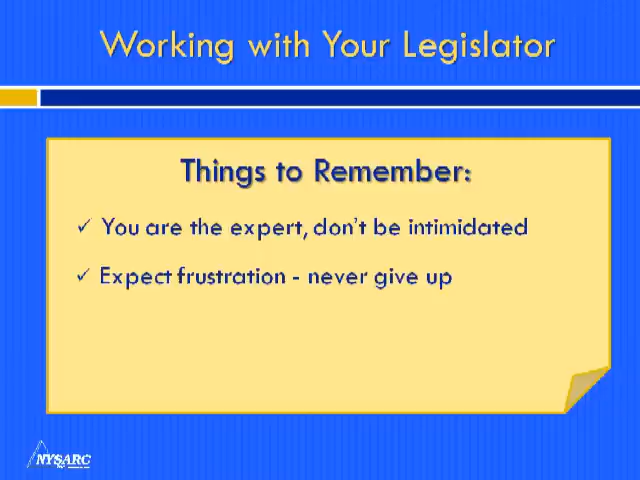 Working with Your Legislator
Things to Remember:
You are the expert, don't be intimidated
Expect frustration - never give up
NYSARC